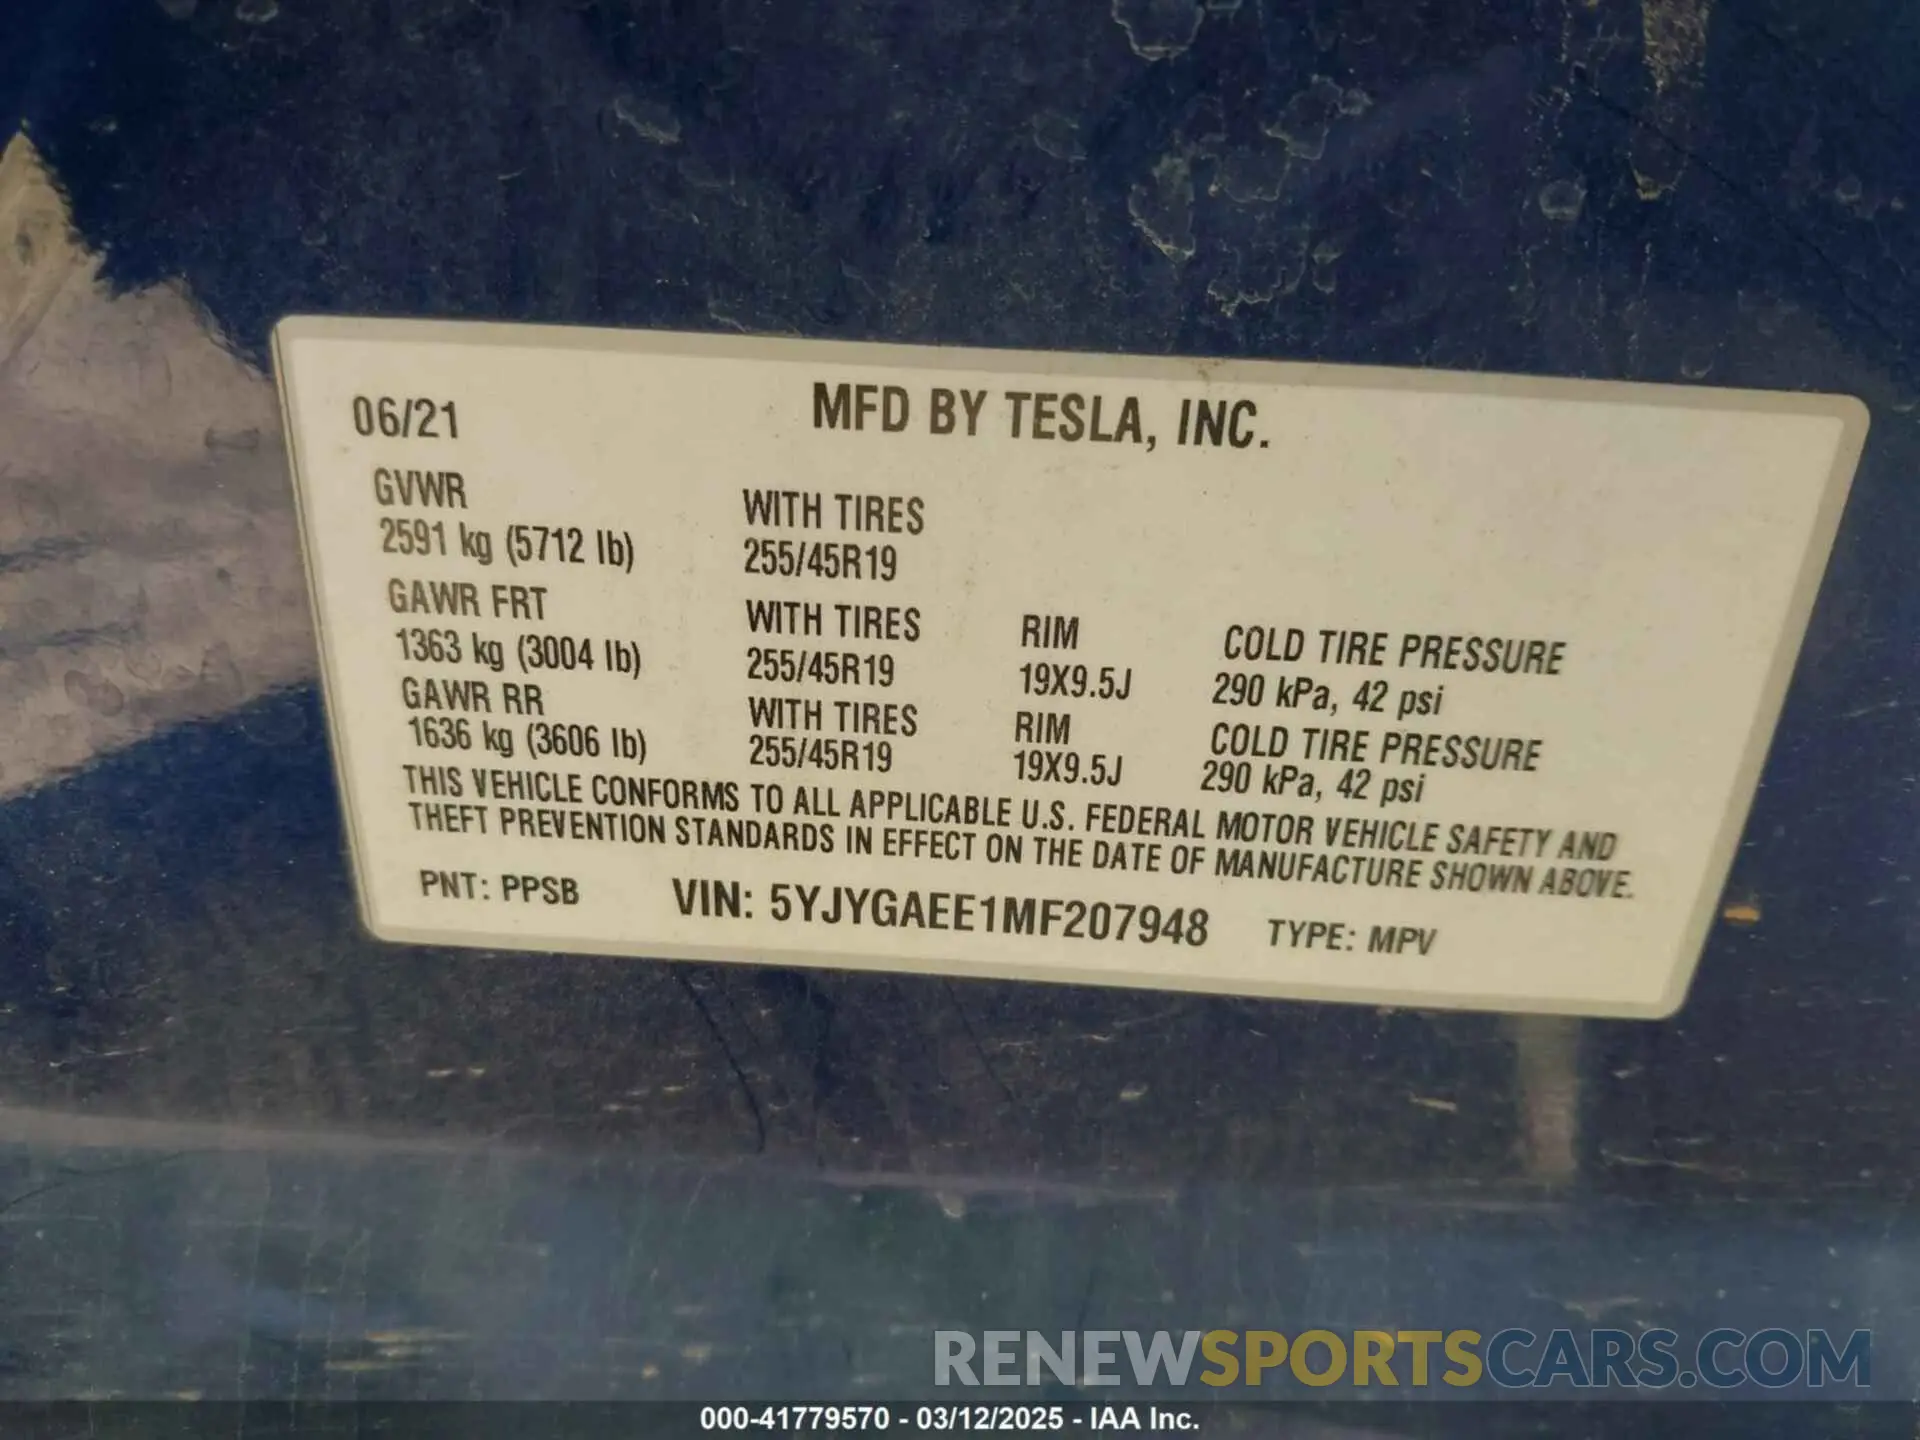 06/21 MFD BY TESLA, INC.
GVWR WITH TIRES
2591 kg (5712 lb) 255/45R19
GAWR FRT WITH TIRES RIM COLD TIRE PRESSURE
1363 kg (3004 lb) 255/45R19 19X9.5J 290 kPa, 42 psi
GAWR RR WITH TIRES RIM COLD TIRE PRESSURE
1636 kg (3606 lb) 255/45R19 19X9.5J 290 kPa, 42 psi
THIS VEHICLE CONFORMS TO ALL APPLICABLE U.S. FEDERAL MOTOR VEHICLE SAFETY AND
THEFT PREVENTION STANDARDS IN EFFECT ON THE DATE OF MANUFACTURE SHOWN ABOVE.
PNT: PPSB VIN: 5YJYGAEE1MF207948 TYPE: MPV
RENEWSPORTSCARS.COM
000-41779570 - 03/12/2025 - IAA Inc.